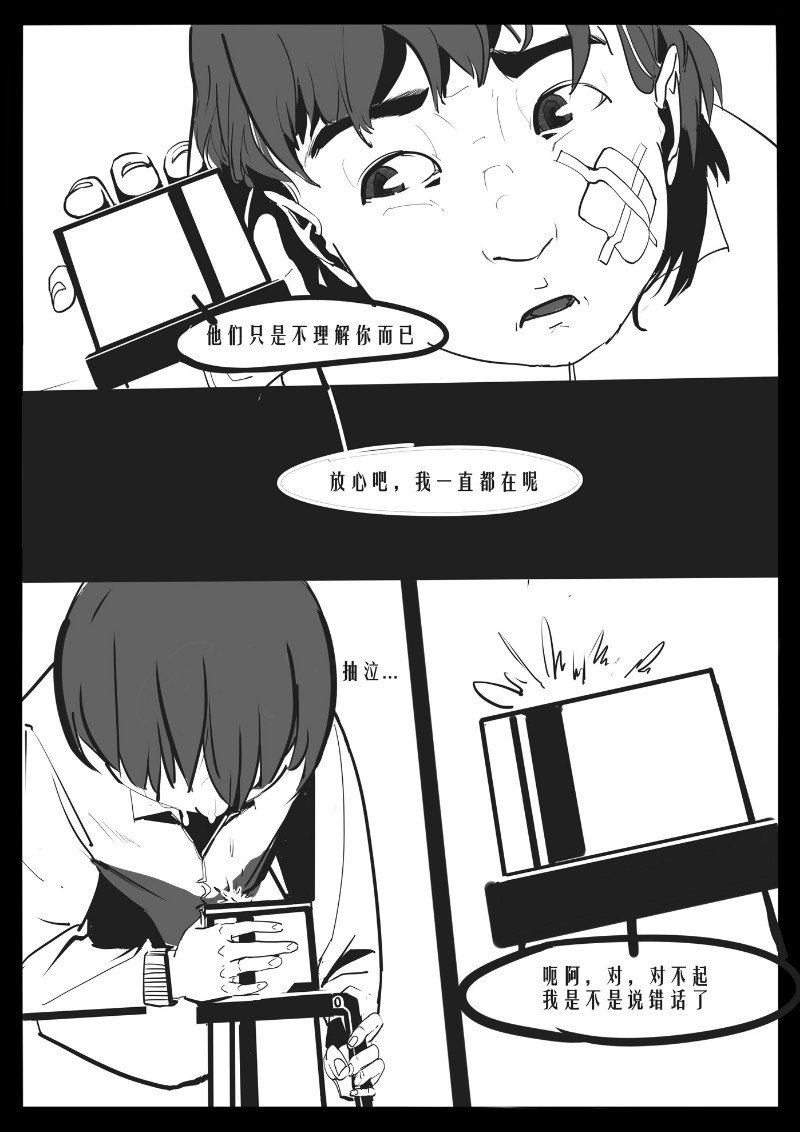 他们只是不理解你而已
放心吧，我一直都在呢
抽泣...
呃阿，对，对不起
我是不是说错话了